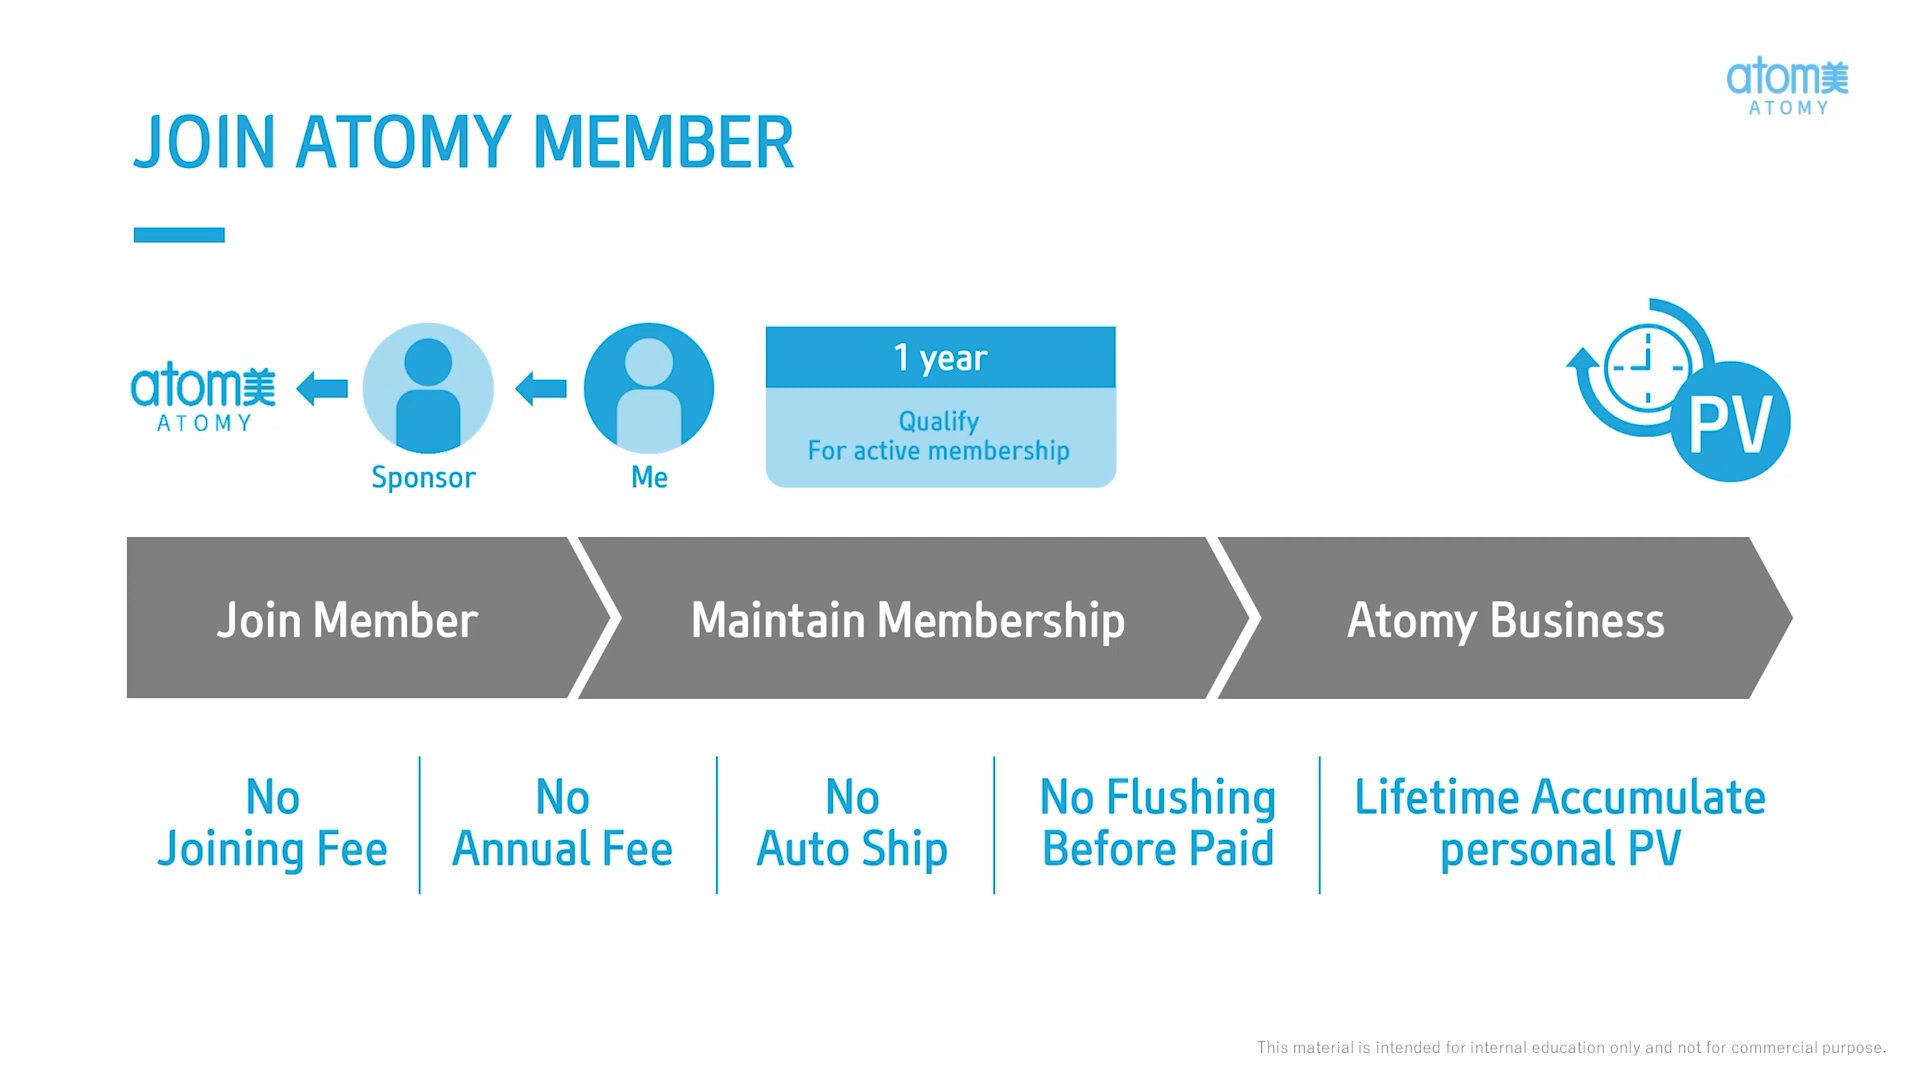 atom美
ATOMY
JOIN ATOMY MEMBER
atom美
ATOMY
Sponsor
Me
1 year
Qualify
For active membership
PV
Join Member
Maintain Membership
Atomy Business
No
Joining Fee
No
Annual Fee
No
Auto Ship
No Flushing
Before Paid
Lifetime Accumulate
personal PV
This material is intended for internal education only and not for commercial purpose.